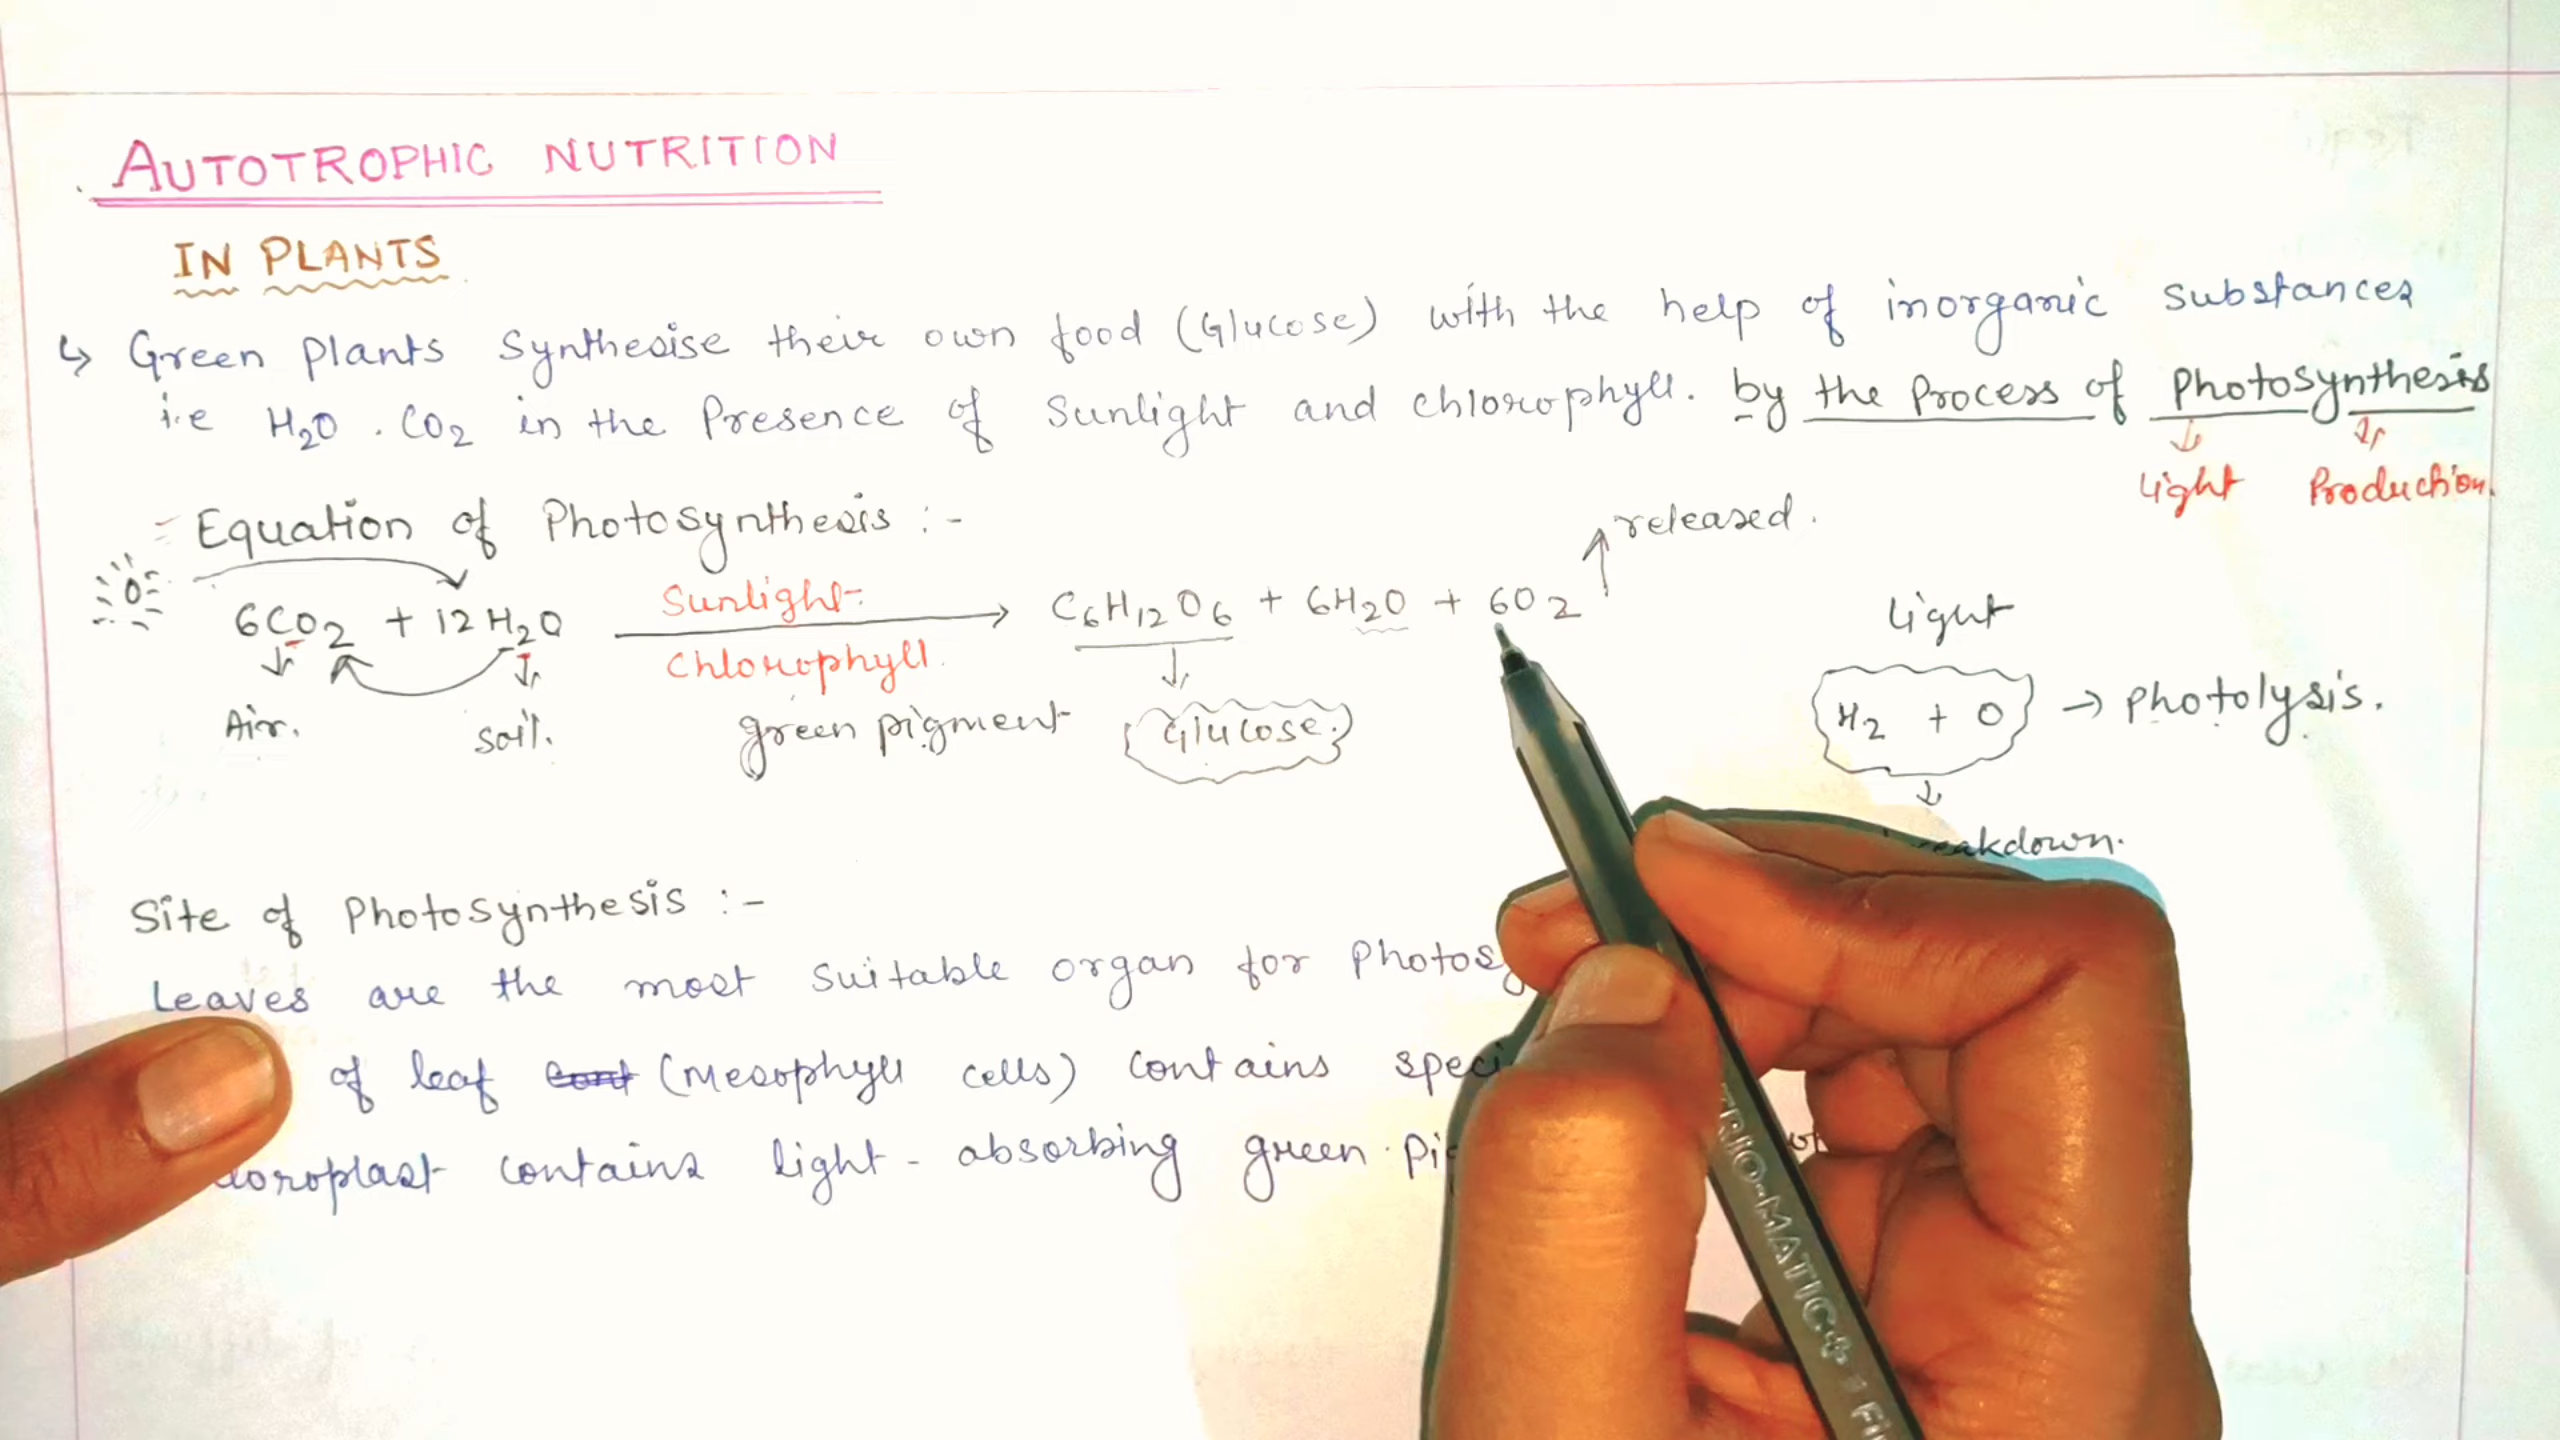 AUTOTROPHIC NUTRITION
IN PLANTS
↳ Green plants synthesise their own food (Glucose) with the help of inorganic substances
i.e H₂O . CO₂ in the Presence of Sunlight and chlorophyll. by the Process of Photosynthesis
light Production.
Equation of Photosynthesis :-
released.
6CO₂ + 12H₂O Sunlight → C₆H₁₂O₆ + 6H₂O + 6O₂
Chlorophyll
Air. soil. green pigment Glucose.
light
H₂ + O → Photolysis.
Site of Photosynthesis :-
Leaves are the most suitable organ for
of leaf (Mesophyll cells) contains
contains light - absorbing green
TRIO-MATIC